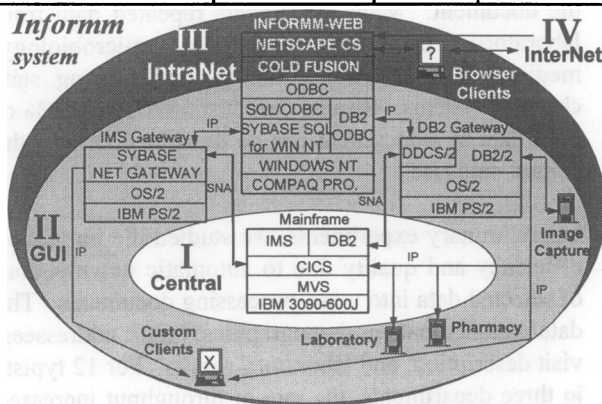 Informm
system
INFORMM-WEB
NETSCAPE CS
COLD FUSION
III
IntraNet
IV
InterNet
?
Browser
Clients
ODBC
SQL/ODBC
SYBASE SQL
for WIN NT
DB2
ODBC
WINDOWS NT
COMPAQ PRO.
IP
IP
IMS Gateway
SYBASE
NET GATEWAY
OS/2
IBM PS/2
DB2 Gateway
DDCS/2
DB2/2
OS/2
IBM PS/2
SNA
SNA
II
GUI
IP
Image
Capture
Mainframe
IMS
DB2
CICS
MVS
IBM 3090-600J
I
Central
IP
IP
Custom
Clients
X
Laboratory
Pharmacy